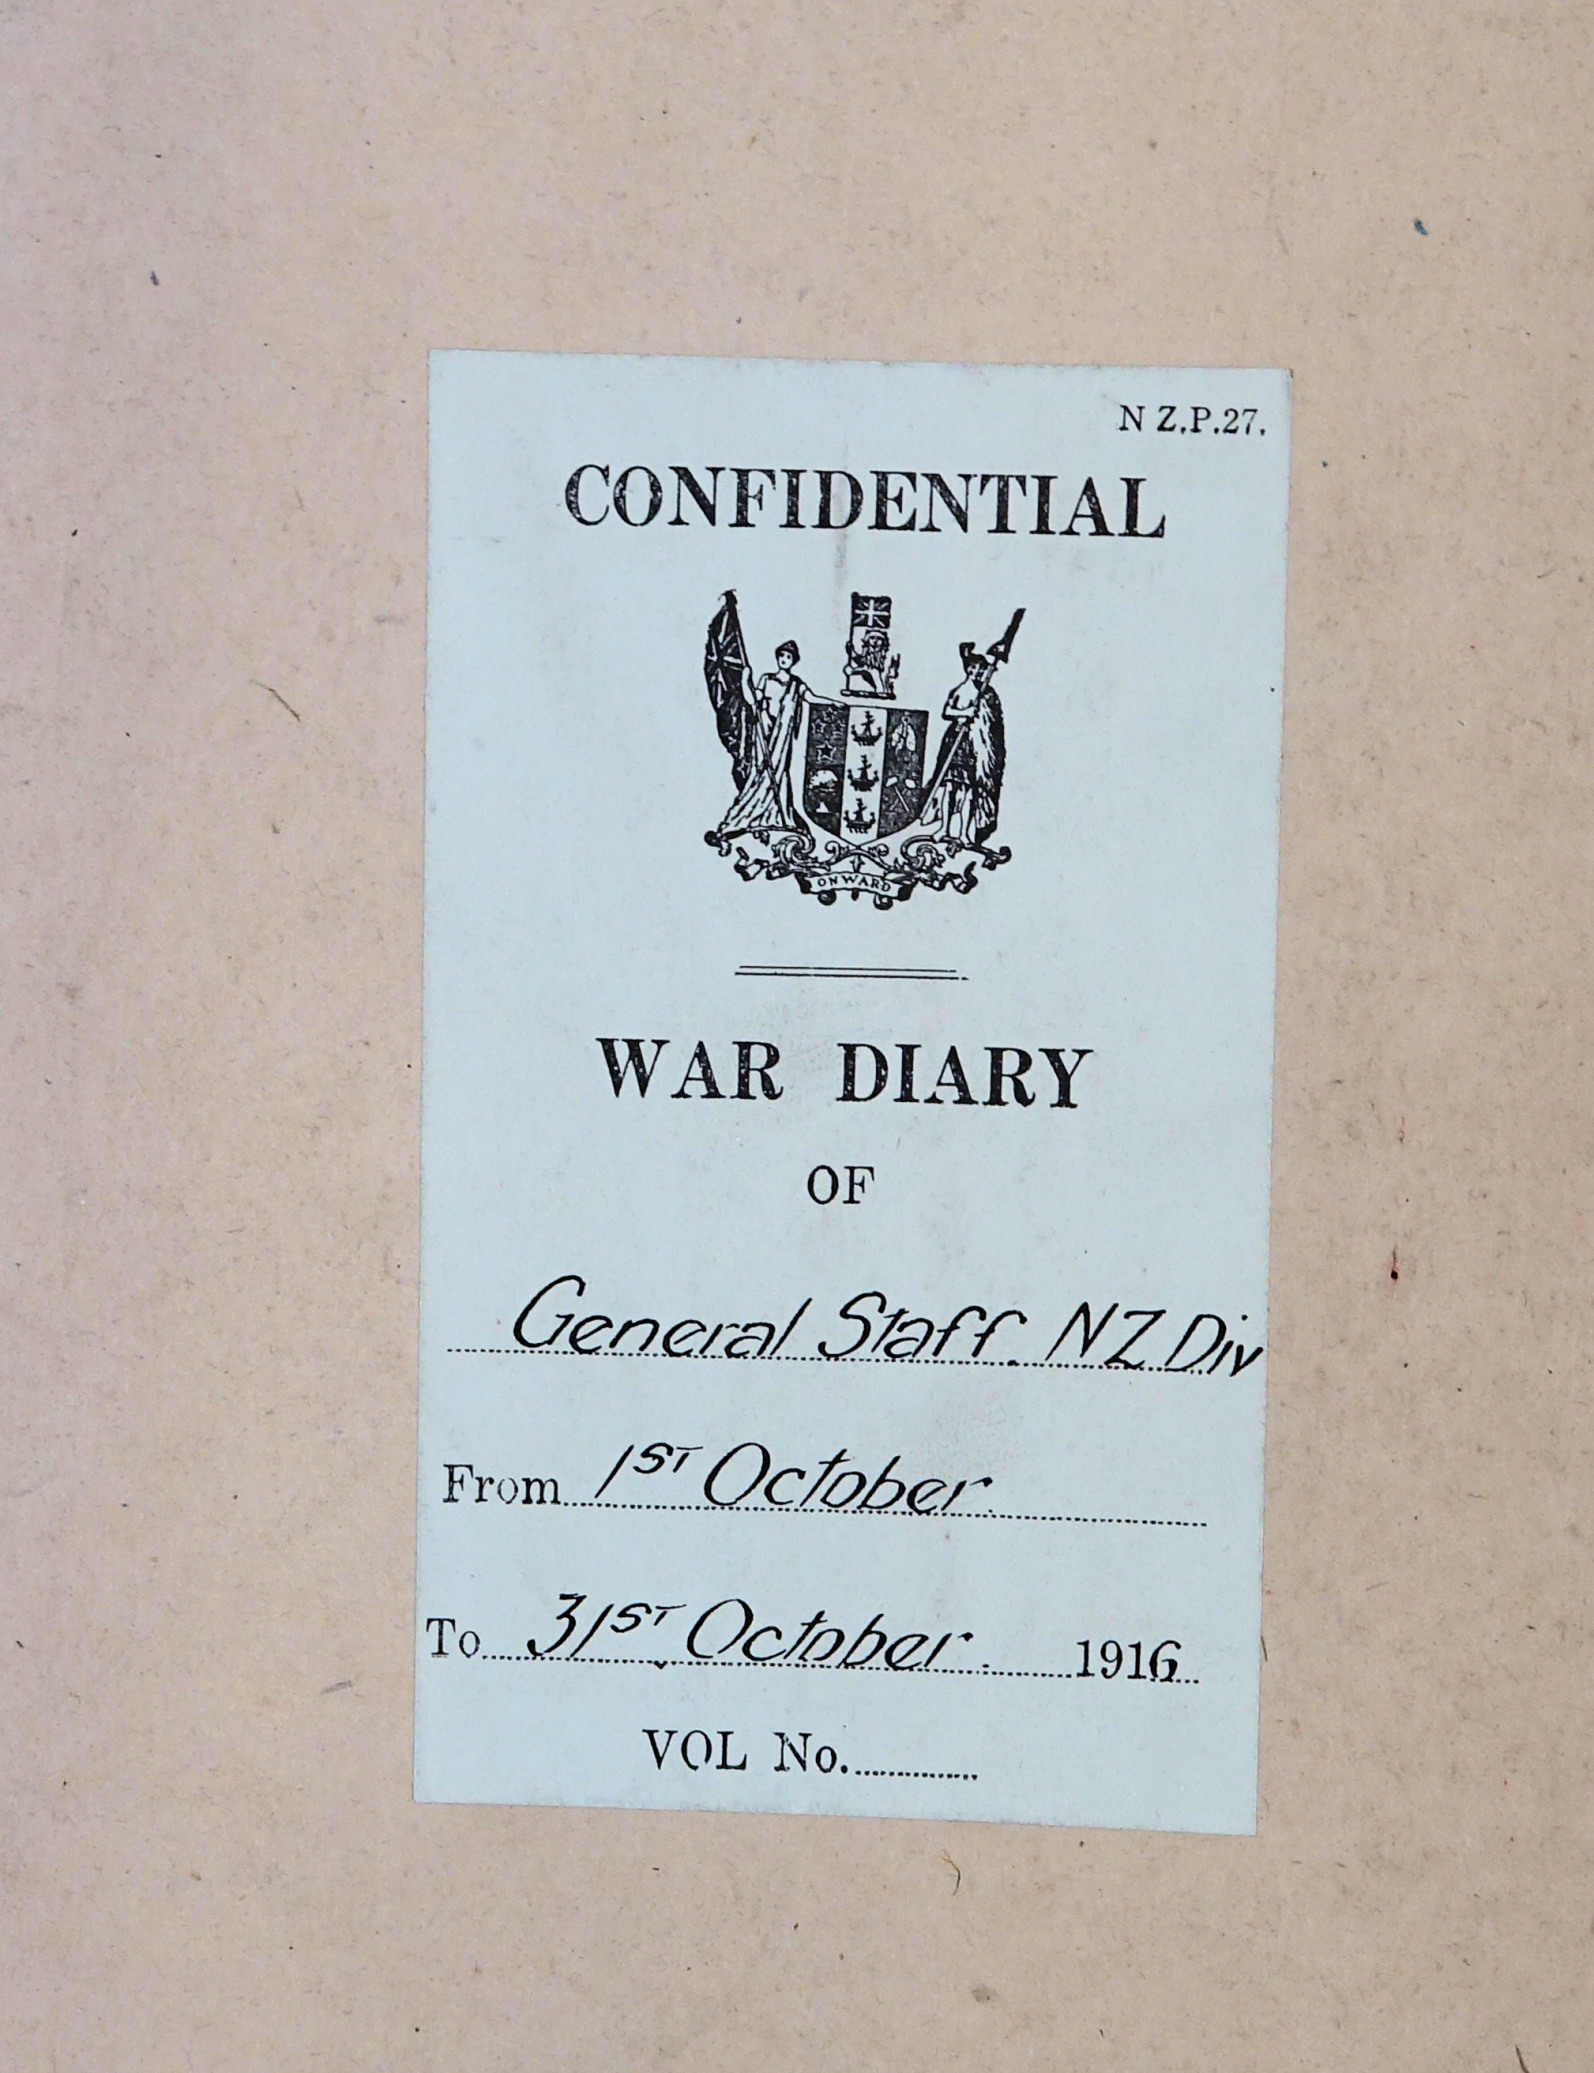 N Z.P.27.
CONFIDENTIAL
ONWARD
WAR DIARY
OF
General Staff. NZ Div
From 1ST October
To 31ST October 1916
VOL No.